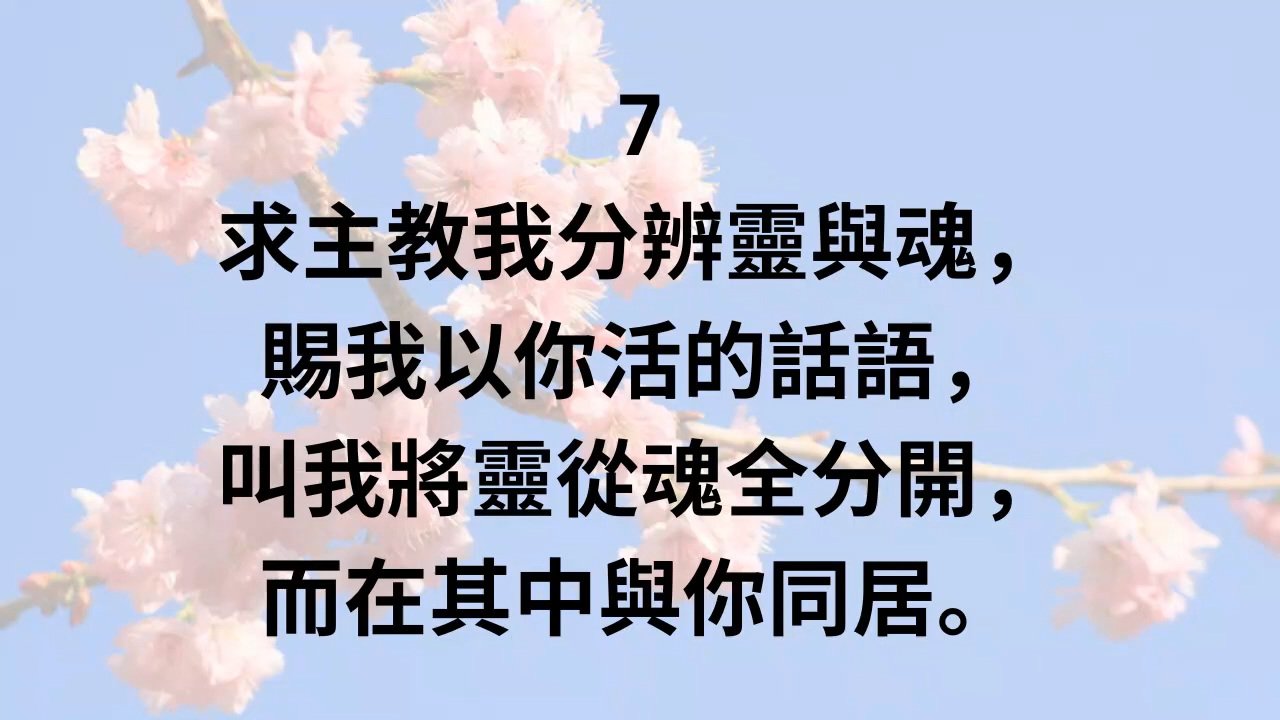 7
求主教我分辨靈與魂，
賜我以你活的話語，
叫我將靈從魂全分開，
而在其中與你同居。